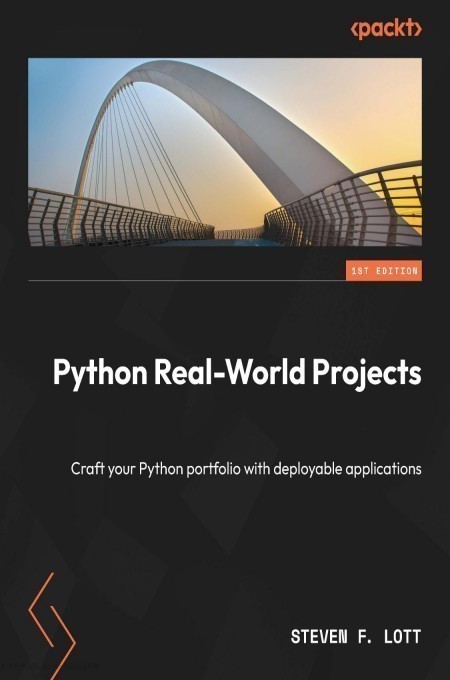 <packt>
1ST EDITION
Python Real-World Projects
Craft your Python portfolio with deployable applications
STEVEN F. LOTT